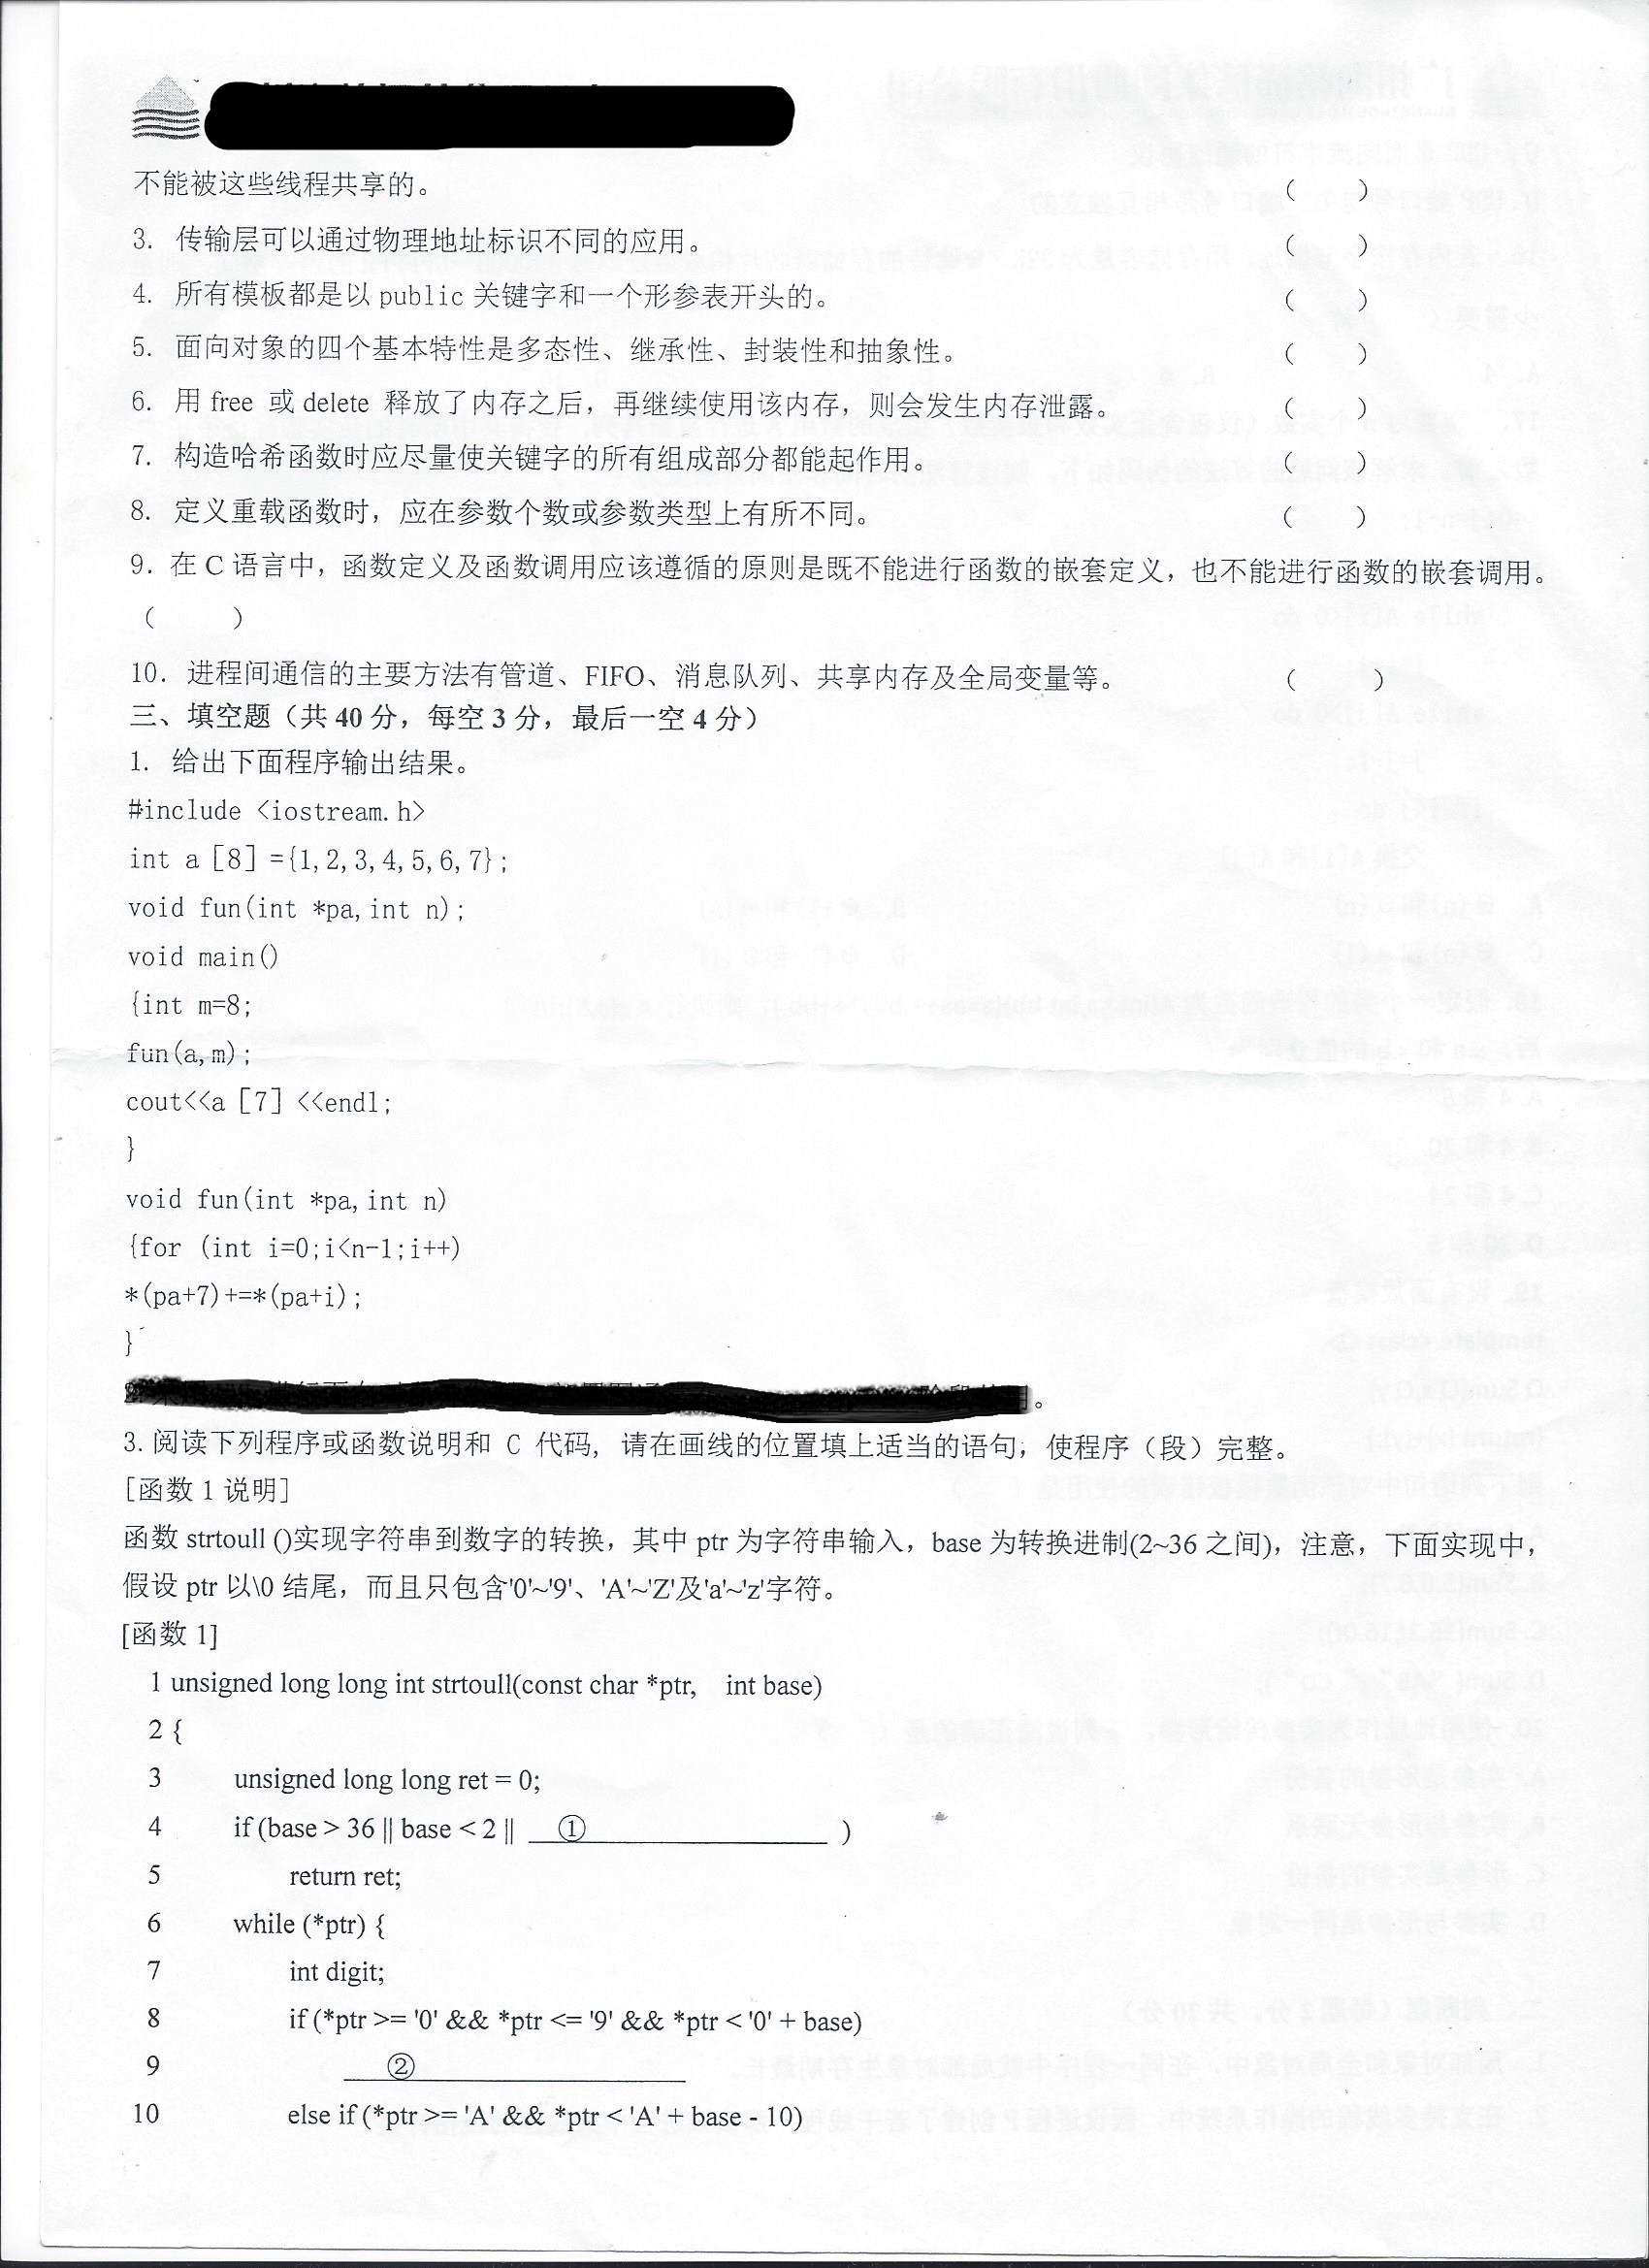 不能被这些线程共享的。 ( )
3. 传输层可以通过物理地址标识不同的应用。 ( )
4. 所有模板都是以 public 关键字和一个形参表开头的。 ( )
5. 面向对象的四个基本特性是多态性、继承性、封装性和抽象性。 ( )
6. 用 free 或 delete 释放了内存之后，再继续使用该内存，则会发生内存泄露。 ( )
7. 构造哈希函数时应尽量使关键字的所有组成部分都能起作用。 ( )
8. 定义重载函数时，应在参数个数或参数类型上有所不同。 ( )
9. 在 C 语言中，函数定义及函数调用应该遵循的原则是既不能进行函数的嵌套定义，也不能进行函数的嵌套调用。
( )
10. 进程间通信的主要方法有管道、FIFO、消息队列、共享内存及全局变量等。 ( )
三、填空题（共 40 分，每空 3 分，最后一空 4 分）
1. 给出下面程序输出结果。
#include <iostream.h>
int a [8] ={1,2,3,4,5,6,7};
void fun(int *pa,int n);
void main()
{int m=8;
fun(a,m);
cout<<a [7] <<endl;
}
void fun(int *pa,int n)
{for (int i=0;i<n-1;i++)
*(pa+7)+=*(pa+i);
}
3. 阅读下列程序或函数说明和 C 代码，请在画线的位置填上适当的语句，使程序（段）完整。
[函数 1 说明]
函数 strtoull ()实现字符串到数字的转换，其中 ptr 为字符串输入，base 为转换进制(2~36 之间)，注意，下面实现中，
假设 ptr 以\0 结尾，而且只包含'0'~'9'、'A'~'Z'及'a'~'z'字符。
[函数 1]
1 unsigned long long int strtoull(const char *ptr, int base)
2 {
3 unsigned long long ret = 0;
4 if (base > 36 || base < 2 || ① )
5 return ret;
6 while (*ptr) {
7 int digit;
8 if (*ptr >= '0' && *ptr <= '9' && *ptr < '0' + base)
9 ②
10 else if (*ptr >= 'A' && *ptr < 'A' + base - 10)